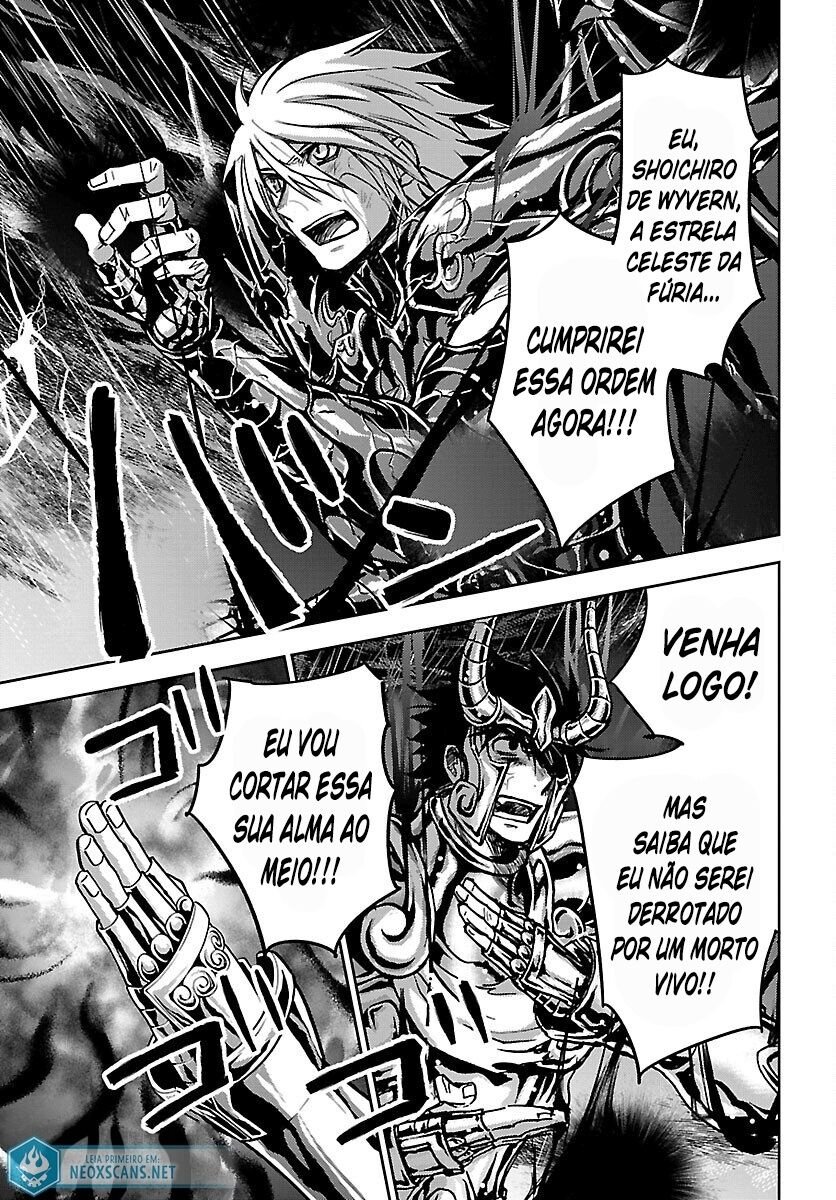 EU,
SHOICHIRO
DE WYVERN,
A ESTRELA
CELESTE DA
FÚRIA...
CUMPRIREI
ESSA ORDEM
AGORA!!!
VENHA
LOGO!
MAS
SAIBA QUE
EU NÃO SEREI
DERROTADO
POR UM MORTO
VIVO!!
EU VOU
CORTAR ESSA
SUA ALMA AO
MEIO!!!
ゴゴ
LEIA PRIMEIRO EM:
NEOXSCANS.NET